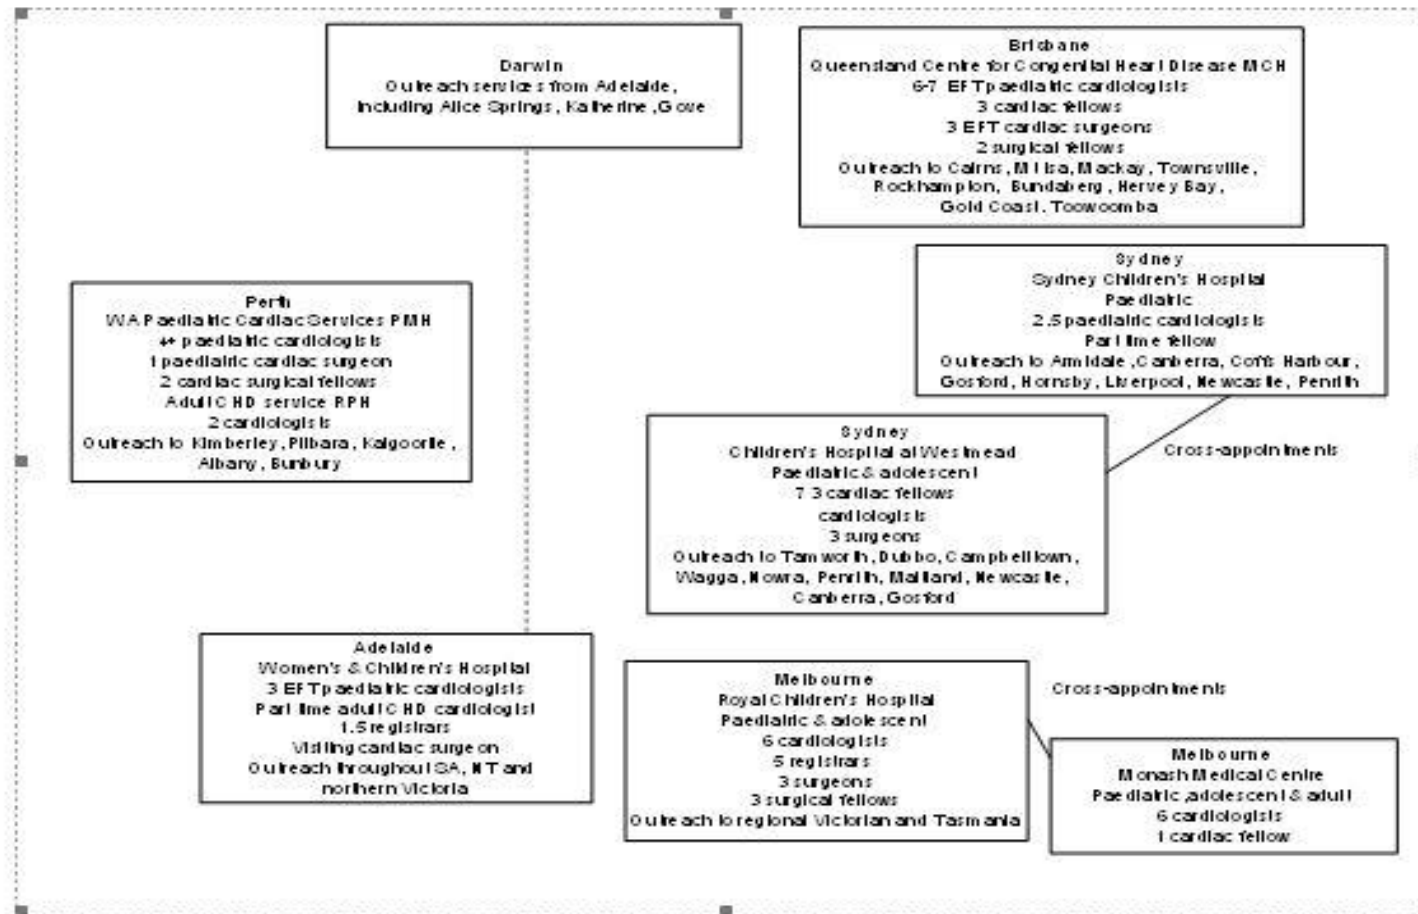 Darwin
Outreach services from Adelaide,
including Alice Springs, Katherine, Gove
Brisbane
Queensland Centre for Congenital Heart Disease MCH
6-7 EFT paediatric cardiologists
3 cardiac fellows
3 EFT cardiac surgeons
2 surgical fellows
Outreach to Cairns, Mt Isa, Mackay, Townsville,
Rockhampton, Bundaberg, Hervey Bay,
Gold Coast. Toowoomba
Sydney
Sydney Children's Hospital
Paediatric
2.5 paediatric cardiologists
Part time fellow
Outreach to Armidale, Canberra, Coffs Harbour,
Gosford, Hornsby, Liverpool, Newcastle, Penrith
Perth
WA Paediatric Cardiac Services PMH
4+ paediatric cardiologists
1 paediatric cardiac surgeon
2 cardiac surgical fellows
Adult CHD service RPH
2 cardiologists
Outreach to Kimberley, Pilbara, Kalgoorlie,
Albany, Bunbury
Sydney
Children's Hospital at Westmead
Paediatric & adolescent
7 3 cardiac fellows
cardiologists
3 surgeons
Outreach to Tamworth, Dubbo, Campbelltown,
Wagga, Nowra, Penrith, Maitland, Newcastle,
Canberra, Gosford
Cross-appointments
Adelaide
Women's & Children's Hospital
3 EFT paediatric cardiologists
Part time adult CHD cardiologist
1.5 registrars
Visiting cardiac surgeon
Outreach throughout SA, NT and
northern Victoria
Melbourne
Royal Children's Hospital
Paediatric & adolescent
6 cardiologists
5 registrars
3 surgeons
3 surgical fellows
Outreach to regional Victorian and Tasmania
Cross-appointments
Melbourne
Monash Medical Centre
Paediatric, adolescent & adult
6 cardiologists
1 cardiac fellow